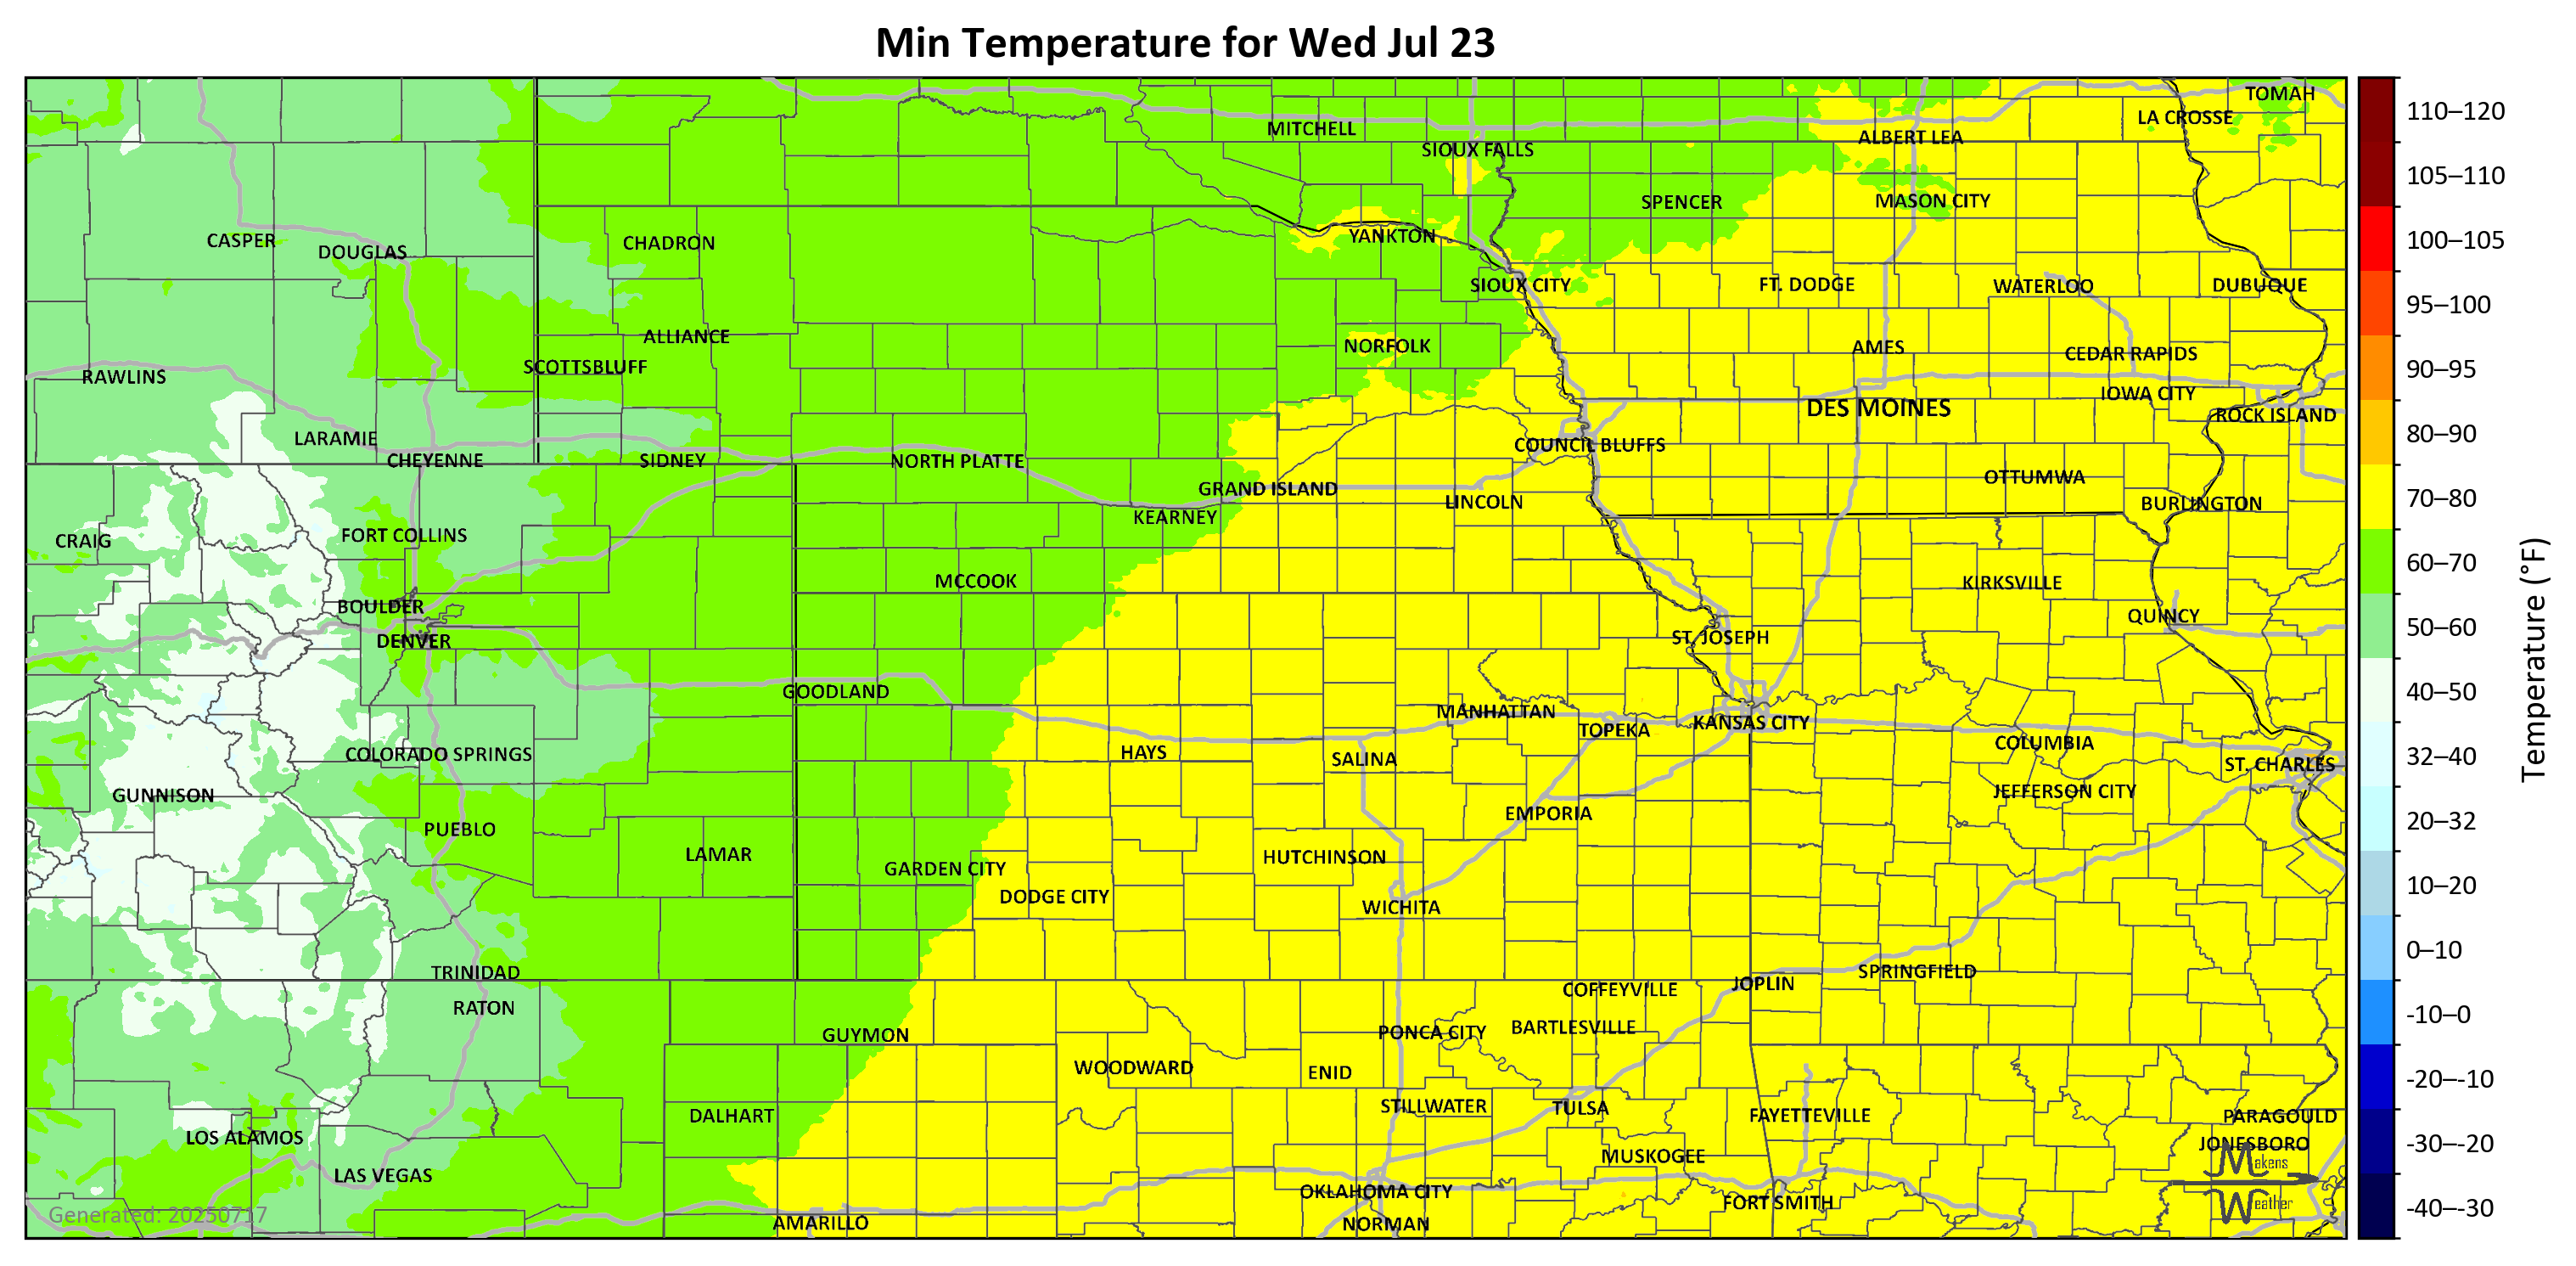 Min Temperature for Wed Jul 23
TOMAH
LA CROSSE
MITCHELL
ALBERT LEA
SIOUX FALLS
SPENCER
MASON CITY
CASPER
DOUGLAS
CHADRON
YANKTON
SIOUX CITY
FT. DODGE
WATERLOO
DUBUQUE
ALLIANCE
NORFOLK
AMES
CEDAR RAPIDS
SCOTTSBLUFF
RAWLINS
IOWA CITY
DES MOINES
ROCK ISLAND
LARAMIE
COUNCIL BLUFFS
CHEYENNE
SIDNEY
NORTH PLATTE
OTTUMWA
GRAND ISLAND
LINCOLN
BURLINGTON
KEARNEY
CRAIG
FORT COLLINS
MCCOOK
KIRKSVILLE
BOULDER
QUINCY
DENVER
ST. JOSEPH
GOODLAND
MANHATTAN
KANSAS CITY
TOPEKA
COLUMBIA
COLORADO SPRINGS
HAYS
SALINA
ST. CHARLES
JEFFERSON CITY
GUNNISON
EMPORIA
PUEBLO
LAMAR
HUTCHINSON
GARDEN CITY
DODGE CITY
WICHITA
TRINIDAD
SPRINGFIELD
JOPLIN
COFFEYVILLE
RATON
GUYMON
PONCA CITY
BARTLESVILLE
WOODWARD
ENID
STILLWATER
TULSA
DALHART
FAYETTEVILLE
PARAGOULD
LOS ALAMOS
JONESBORO
MUSKOGEE
LAS VEGAS
OKLAHOMA CITY
FORT SMITH
AMARILLO
NORMAN
Makens
Weather
Generated: 20250717
110–120
105–110
100–105
95–100
90–95
80–90
70–80
60–70
50–60
40–50
32–40
20–32
10–20
0–10
-10–0
-20–-10
-30–-20
-40–-30
Temperature (°F)